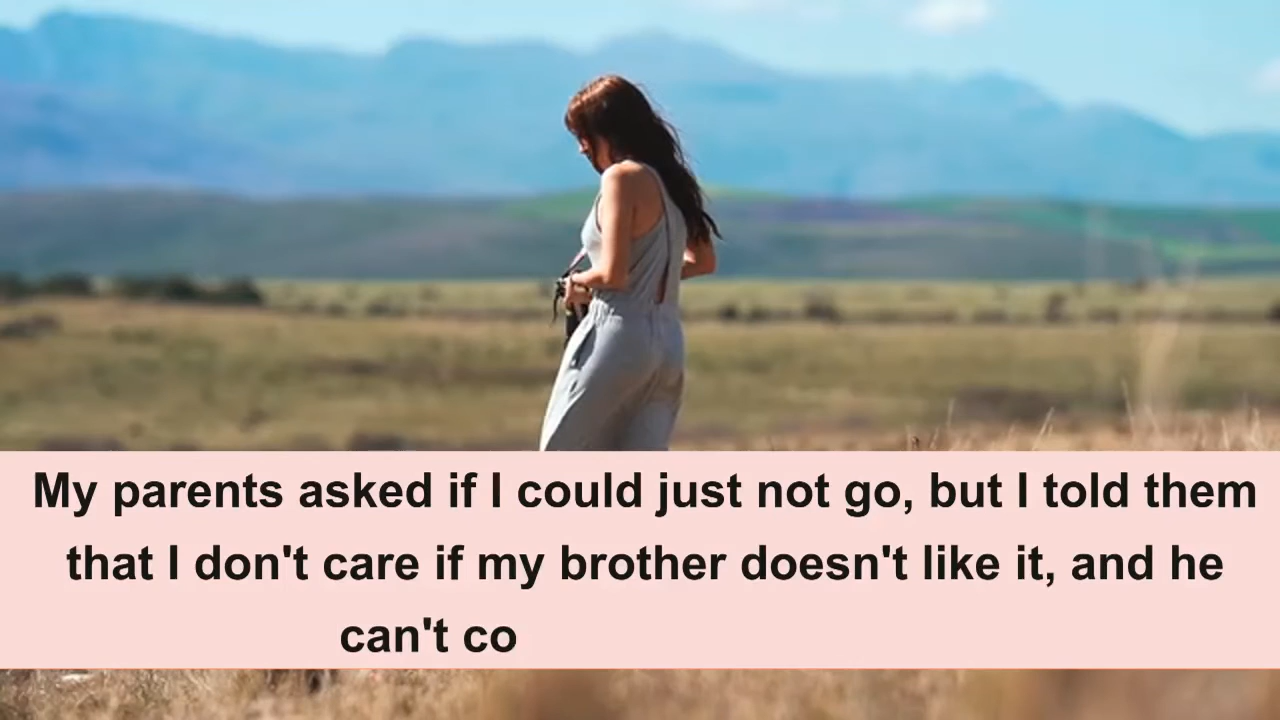 My parents asked if I could just not go, but I told them
that I don't care if my brother doesn't like it, and he
can't co